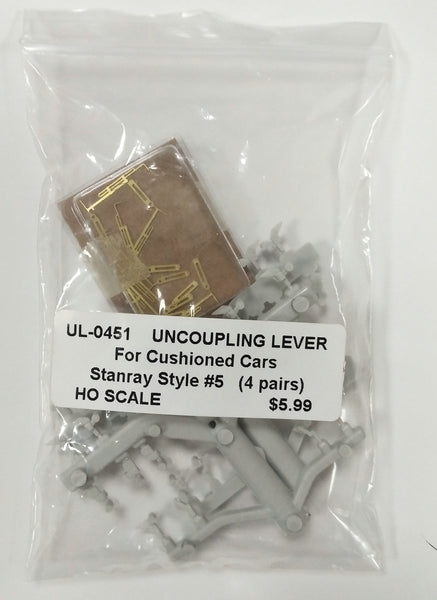 UL-0451 UNCOUPLING LEVER
For Cushioned Cars
Stanray Style #5 (4 pairs)
HO SCALE $5.99